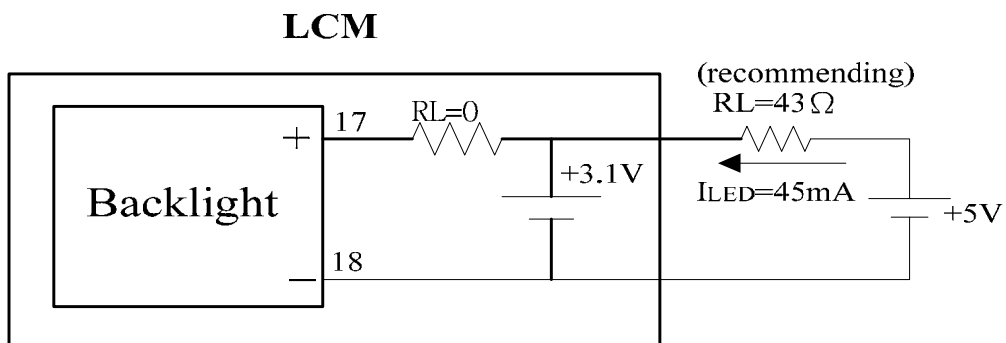 LCM
(recommending)
RL=43Ω
RL=0
17
+
+3.1V
ILED=45mA
Backlight
+5V
18
−